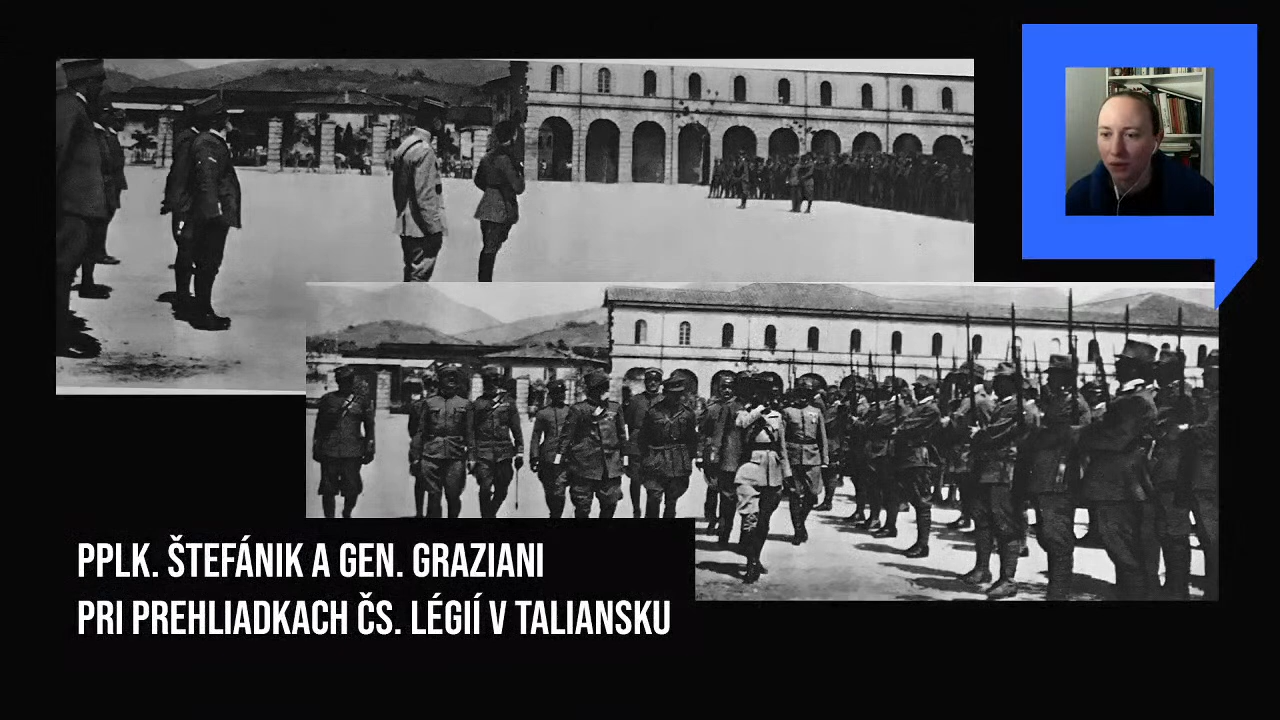 PPLK. ŠTEFÁNIK A GEN. GRAZIANI
PRI PREHLIADKACH ČS. LÉGIÍ V TALIANSKU